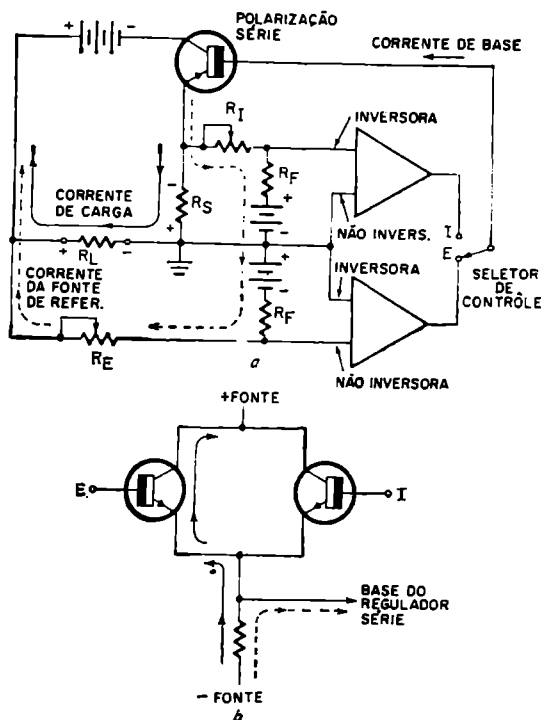 POLARIZAÇÃO
SÉRIE
CORRENTE DE BASE
+ -
R_I
INVERSORA
R_F
CORRENTE
DE CARGA
-
R_S
+
+
-
NÃO INVERS.
I
E
SELETOR
DE
CONTRÔLE
+ R_L -
CORRENTE
DA FONTE
DE REFER.
+
-
INVERSORA
R_F
R_E
a
NÃO INVERSORA
+FONTE
E
I
BASE DO
REGULADOR
SÉRIE
- FONTE
b